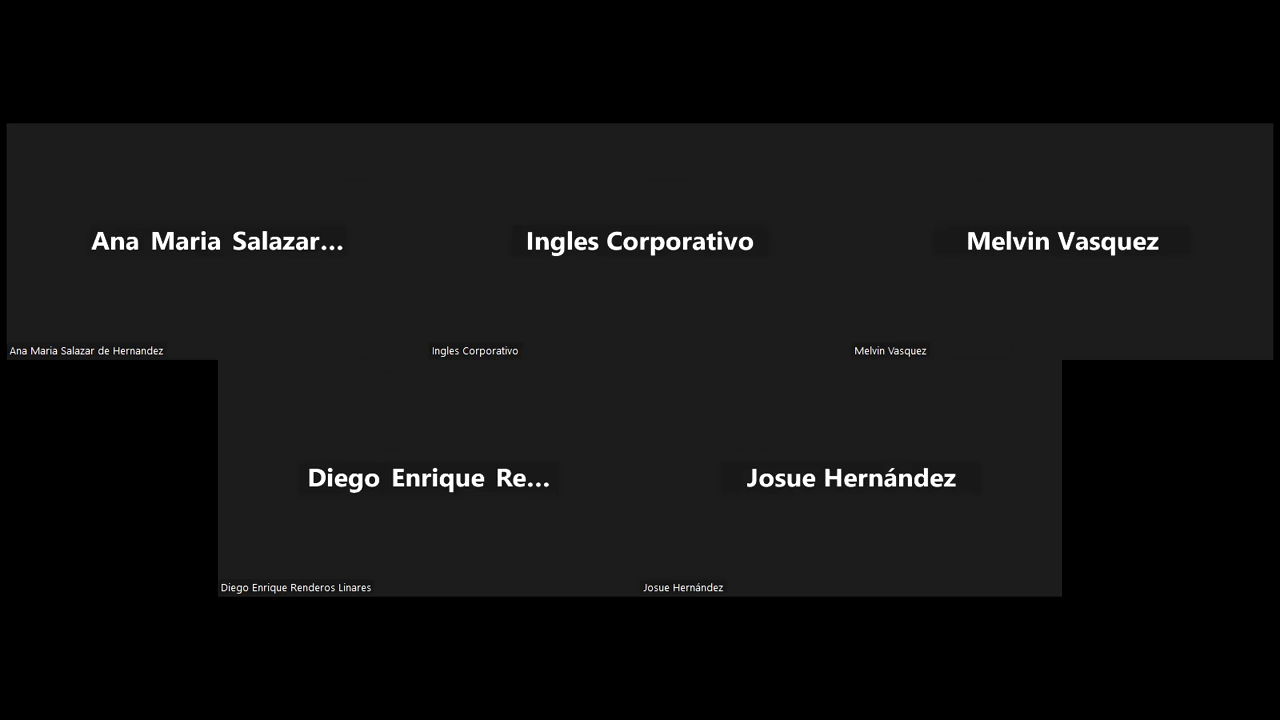 Ana Maria Salazar...
Ingles Corporativo
Melvin Vasquez
Ana Maria Salazar de Hernandez
Ingles Corporativo
Melvin Vasquez
Diego Enrique Re...
Josue Hernández
Diego Enrique Renderos Linares
Josue Hernández